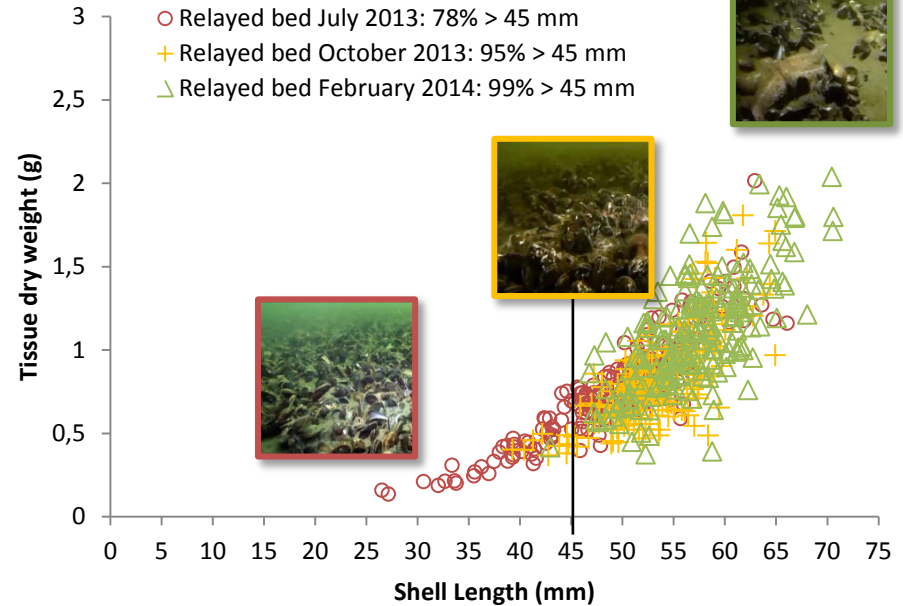 Relayed bed July 2013: 78% > 45 mm
Relayed bed October 2013: 95% > 45 mm
Relayed bed February 2014: 99% > 45 mm
Tissue dry weight (g)
3
2,5
2
1,5
1
0,5
0
0 5 10 15 20 25 30 35 40 45 50 55 60 65 70 75
Shell Length (mm)